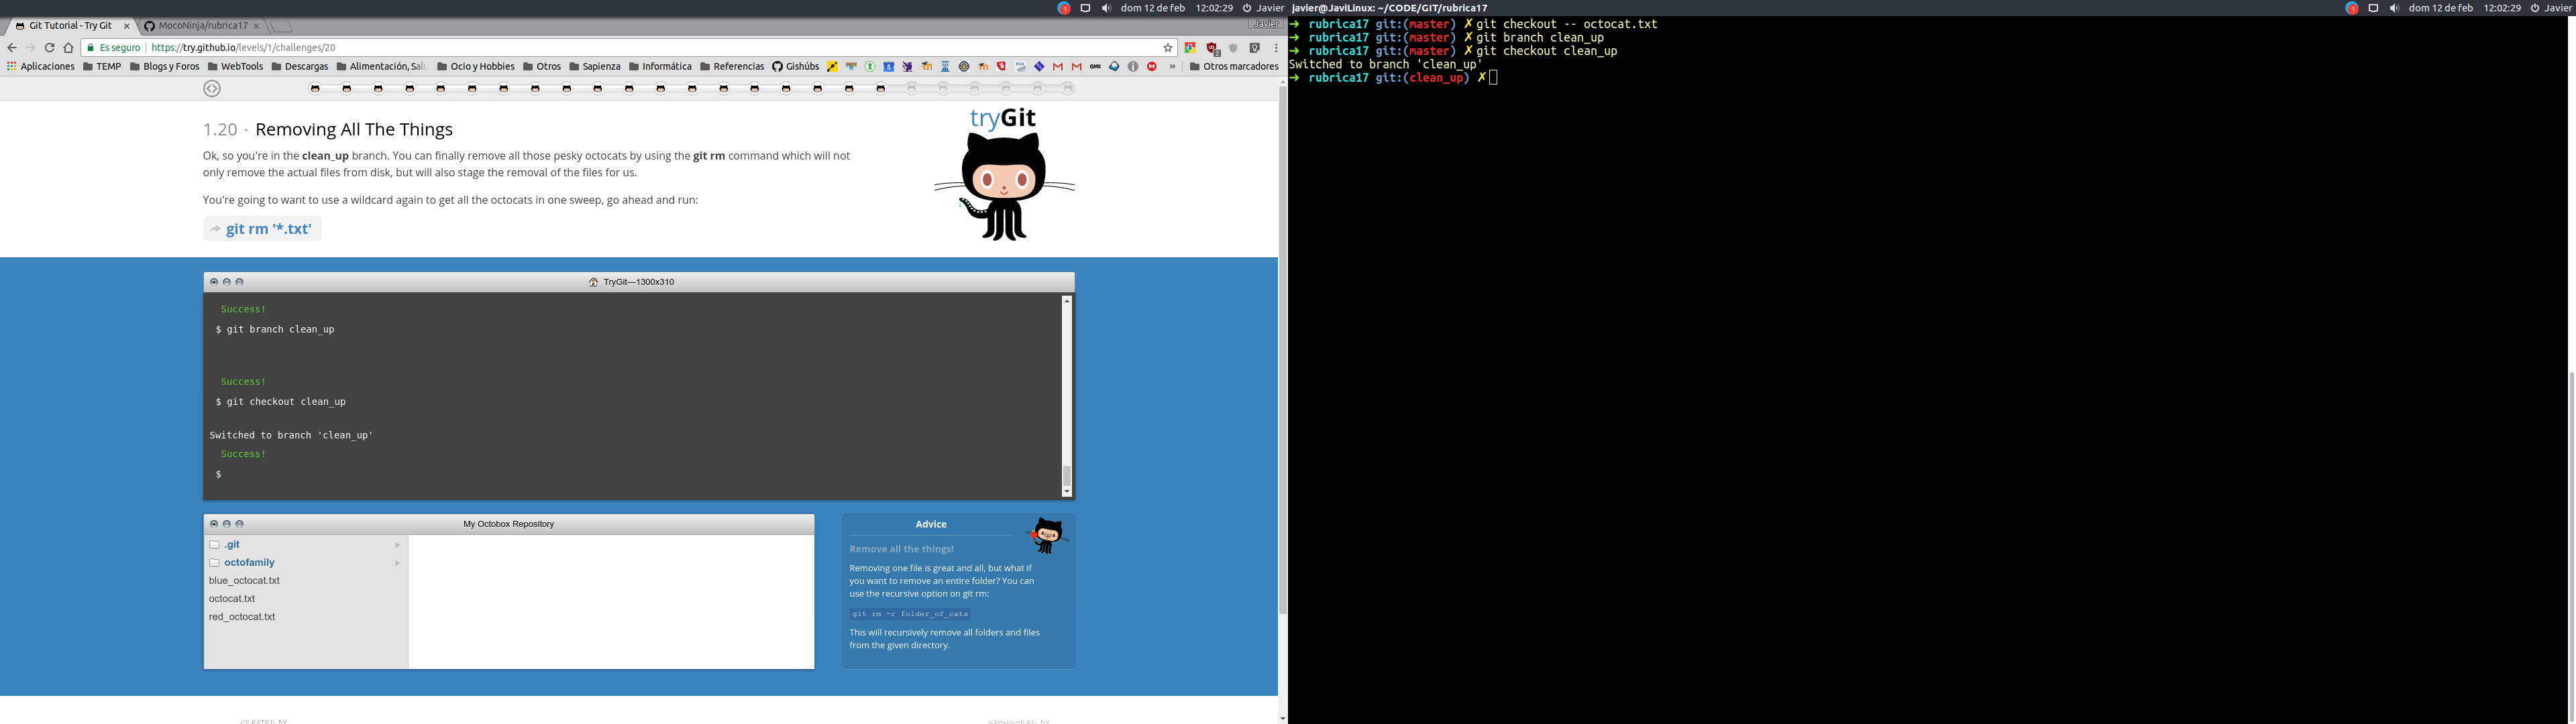 dom 12 de feb 12:02:29 Javier
Git Tutorial - Try Git
MocoNinja/rubrica17
Javier
Es seguro https://try.github.io/levels/1/challenges/20
Aplicaciones TEMP Blogs y Foros WebTools Descargas Alimentación, Salu Ocio y Hobbies Otros Sapienza Informática Referencias Gishúbs » Otros marcadores
1.20 · Removing All The Things
Ok, so you're in the clean_up branch. You can finally remove all those pesky octocats by using the git rm command which will not
only remove the actual files from disk, but will also stage the removal of the files for us.
You're going to want to use a wildcard again to get all the octocats in one sweep, go ahead and run:
git rm '*.txt'
tryGit
TryGit—1300x310
Success!
$ git branch clean_up
Success!
$ git checkout clean_up
Switched to branch 'clean_up'
Success!
$
My Octobox Repository
.git
octofamily
blue_octocat.txt
octocat.txt
red_octocat.txt
Advice
Remove all the things!
Removing one file is great and all, but what if
you want to remove an entire folder? You can
use the recursive option on git rm:
git rm -r folder_of_cats
This will recursively remove all folders and files
from the given directory.
javier@JaviLinux: ~/CODE/GIT/rubrica17
dom 12 de feb 12:02:29 Javier
➜ rubrica17 git:(master) ✗ git checkout -- octocat.txt
➜ rubrica17 git:(master) ✗ git branch clean_up
➜ rubrica17 git:(master) ✗ git checkout clean_up
Switched to branch 'clean_up'
➜ rubrica17 git:(clean_up) ✗